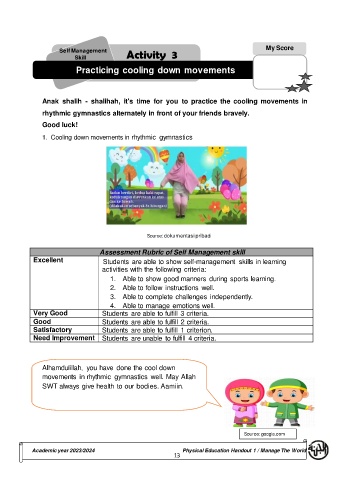 Self Management
Skill
Activity 3
My Score
Practicing cooling down movements
Anak shalih - shalihah, it's time for you to practice the cooling movements in
rhythmic gymnastics alternately in front of your friends bravely.
Good luck!
1. Cooling down movements in rhythmic gymnastics
Source: dokumentasipribadi
Assessment Rubric of Self Management skill
Excellent
Students are able to show self-management skills in learning
activities with the following criteria:
1. Able to show good manners during sports learning.
2. Able to follow instructions well.
3. Able to complete challenges independently.
4. Able to manage emotions well.
Very Good Students are able to fulfill 3 criteria.
Good Students are able to fulfill 2 criteria.
Satisfactory Students are able to fulfill 1 criterion.
Need Improvement Students are unable to fulfill 4 criteria.
Alhamdulillah, you have done the cool down
movements in rhythmic gymnastics well. May Allah
SWT always give health to our bodies. Aamiin.
Source: google.com
Academic year 2023/2024
Physical Education Handout 1 / Manage The World
13